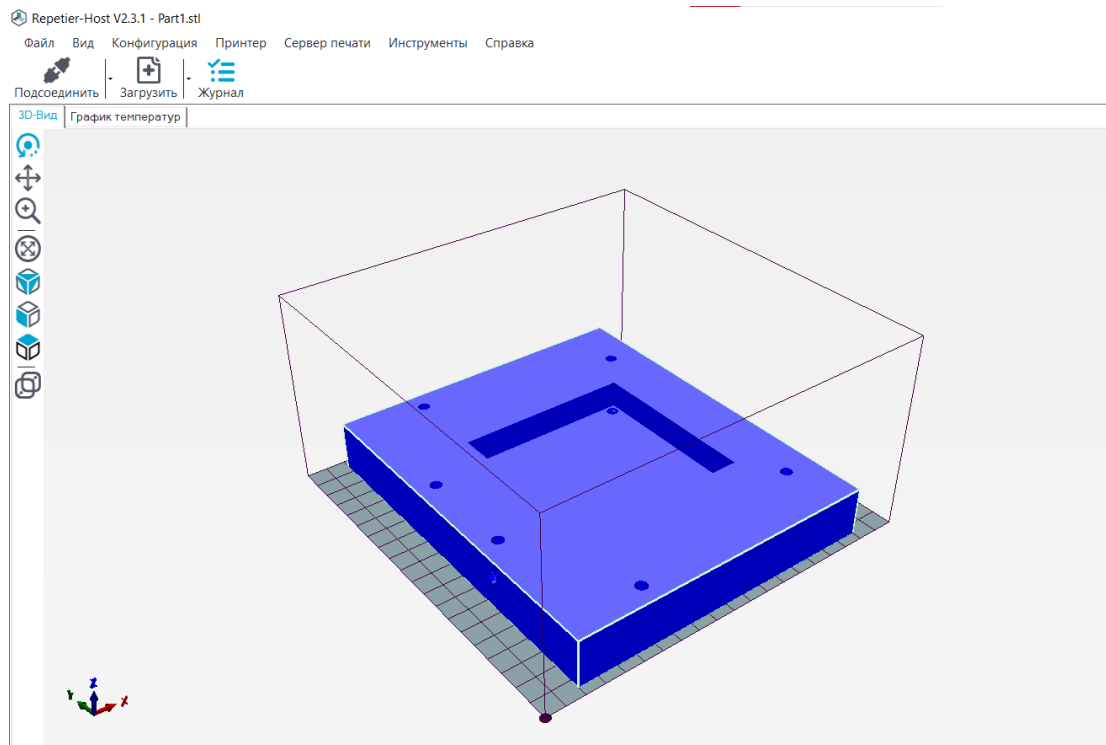 Repetier-Host V2.3.1 - Part1.stl
Файл Вид Конфигурация Принтер Сервер печати Инструменты Справка
Подсоединить Загрузить Журнал
3D-Вид График температур
Z
Y X